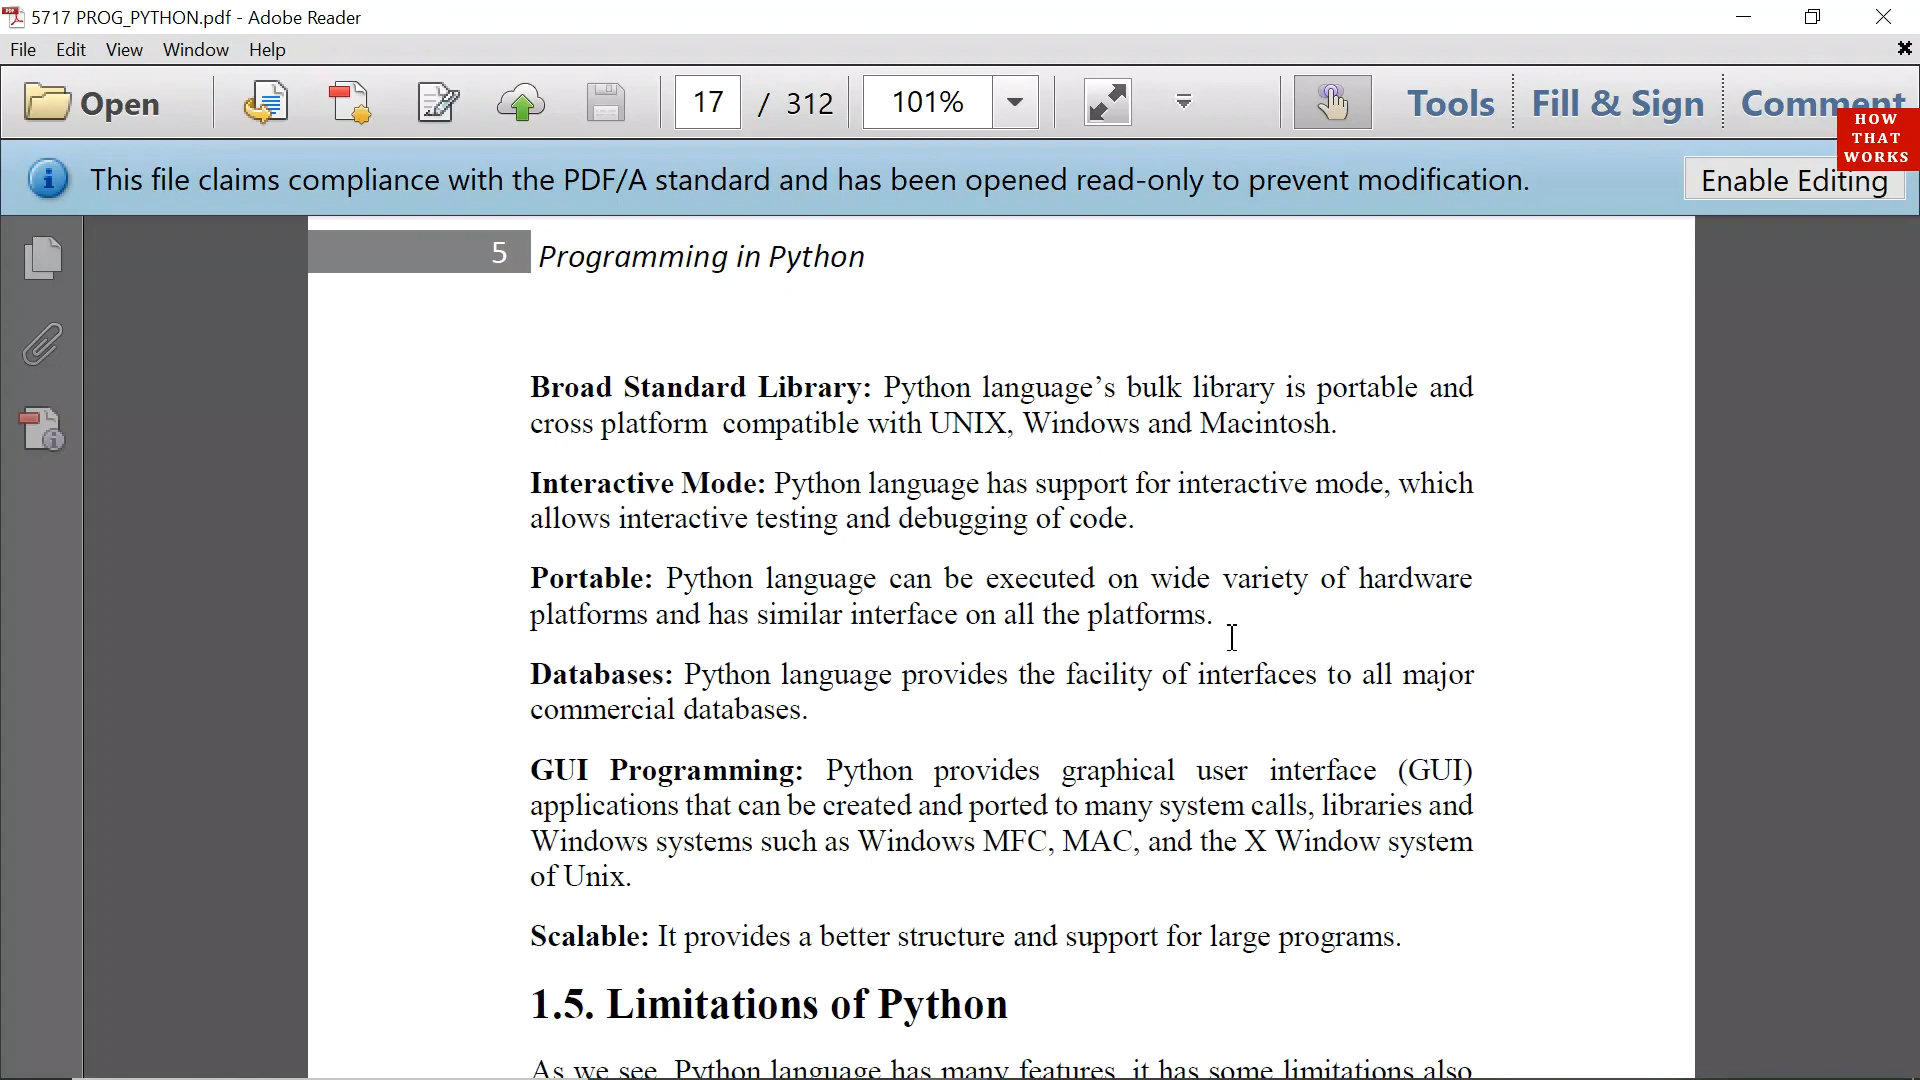 5717 PROG_PYTHON.pdf - Adobe Reader
File Edit View Window Help
Open 17 / 312 101% Tools Fill & Sign Comment
HOW
THAT
WORKS
This file claims compliance with the PDF/A standard and has been opened read-only to prevent modification. Enable Editing
5 Programming in Python
Broad Standard Library: Python language's bulk library is portable and
cross platform compatible with UNIX, Windows and Macintosh.
Interactive Mode: Python language has support for interactive mode, which
allows interactive testing and debugging of code.
Portable: Python language can be executed on wide variety of hardware
platforms and has similar interface on all the platforms.
Databases: Python language provides the facility of interfaces to all major
commercial databases.
GUI Programming: Python provides graphical user interface (GUI)
applications that can be created and ported to many system calls, libraries and
Windows systems such as Windows MFC, MAC, and the X Window system
of Unix.
Scalable: It provides a better structure and support for large programs.
1.5. Limitations of Python
As we see, Python language has many features, it has some limitations also